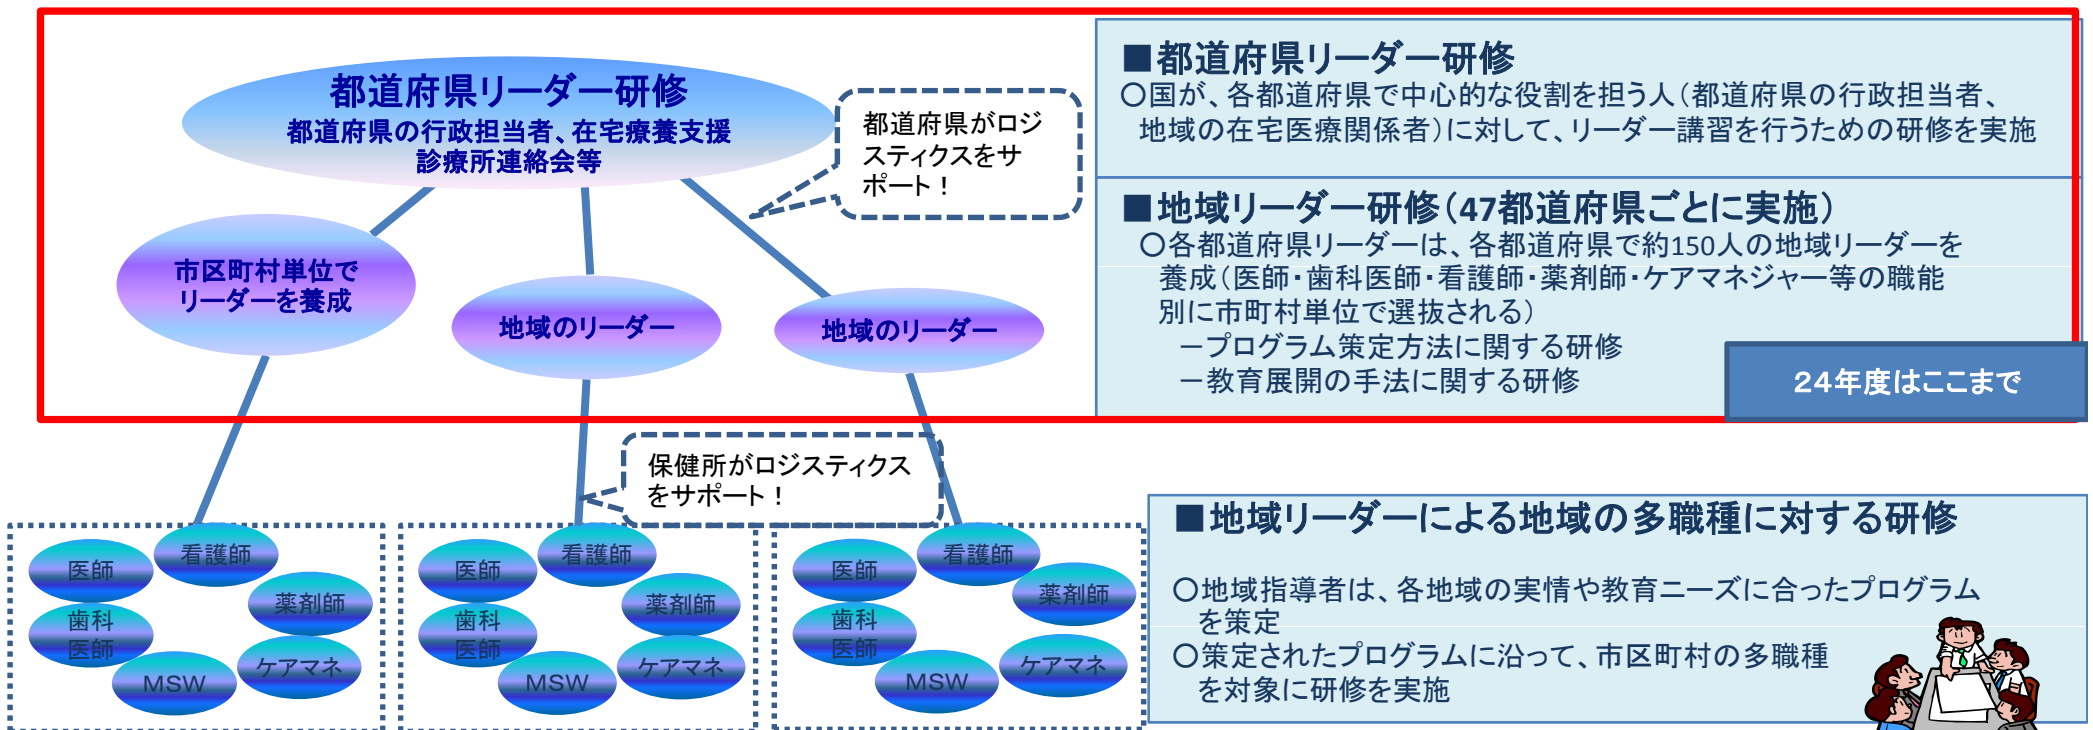 都道府県リーダー研修
都道府県の行政担当者、在宅療養支援
診療所連絡会等
都道府県がロジ
スティクスをサ
ポート！
市区町村単位で
リーダーを養成
地域のリーダー
地域のリーダー
■都道府県リーダー研修
○国が、各都道府県で中心的な役割を担う人（都道府県の行政担当者、
地域の在宅医療関係者）に対して、リーダー講習を行うための研修を実施
■地域リーダー研修（47都道府県ごとに実施）
○各都道府県リーダーは、各都道府県で約150人の地域リーダーを
養成（医師・歯科医師・看護師・薬剤師・ケアマネジャー等の職能
別に市町村単位で選抜される）
－プログラム策定方法に関する研修
－教育展開の手法に関する研修
２４年度はここまで
保健所がロジスティクス
をサポート！
医師
看護師
薬剤師
歯科
医師
MSW
ケアマネ
医師
看護師
薬剤師
歯科
医師
MSW
ケアマネ
医師
看護師
薬剤師
歯科
医師
MSW
ケアマネ
■地域リーダーによる地域の多職種に対する研修
○地域指導者は、各地域の実情や教育ニーズに合ったプログラム
を策定
○策定されたプログラムに沿って、市区町村の多職種
を対象に研修を実施